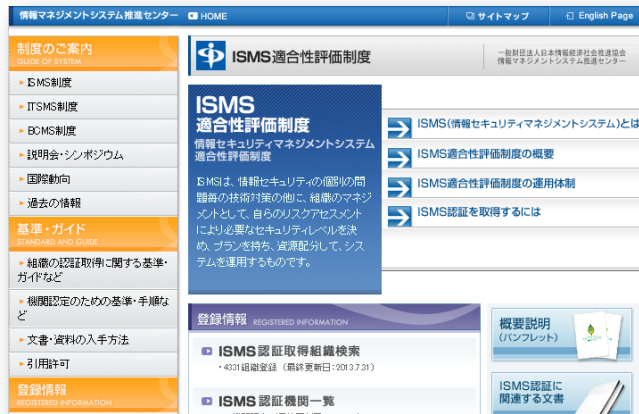 情報マネジメントシステム推進センター
HOME
サイトマップ
English Page
制度のご案内
GUIDE OF SYSTEM
ISMS制度
ITSMS制度
BCMS制度
説明会・シンポジウム
国際動向
過去の情報
基準・ガイド
STANDARD AND GUIDE
組織の認証取得に関する基準・
ガイドなど
機関認定のための基準・手順な
ど
文書・資料の入手方法
引用許可
登録情報
REGISTERED INFORMATION
ISMS適合性評価制度
一般財団法人日本情報経済社会推進協会
情報マネジメントシステム推進センター
ISMS
適合性評価制度
情報セキュリティマネジメントシステム
適合性評価制度
ISMSは、情報セキュリティの個別の問
題毎の技術対策の他に、組織のマネジ
メントとして、自らのリスクアセスメント
により必要なセキュリティレベルを決
め、プランを持ち、資源配分して、シス
テムを運用するものです。
ISMS(情報セキュリティマネジメントシステム)とは
ISMS適合性評価制度の概要
ISMS適合性評価制度の運用体制
ISMS認証を取得するには
登録情報 REGISTERED INFORMATION
ISMS認証取得組織検索
・4331組織登録 (最終更新日:2013.7.31)
ISMS認証機関一覧
概要説明
(パンフレット)
ISMS認証に
関連する文書